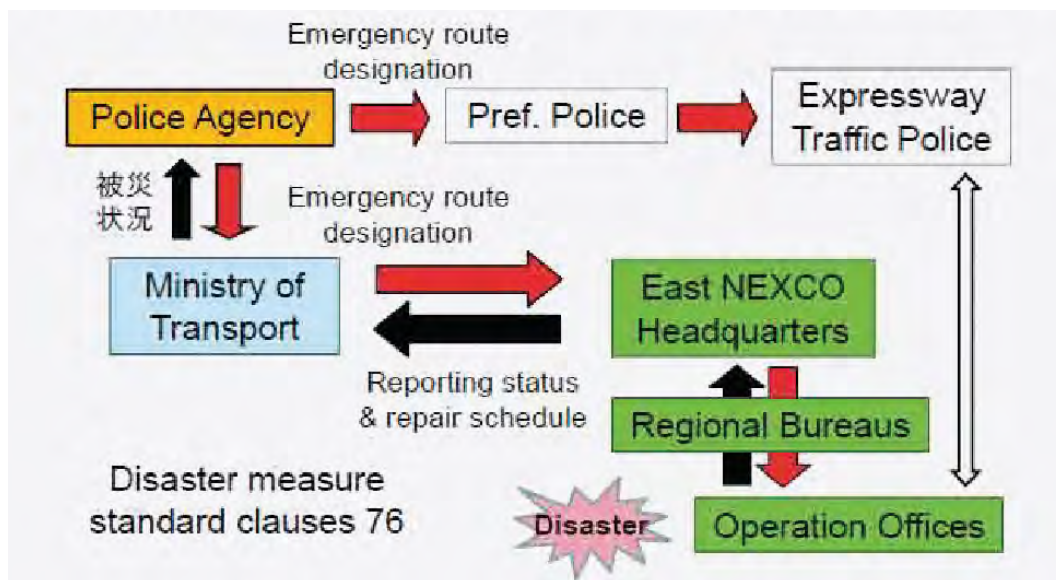 Emergency route
designation
Police Agency
Pref. Police
Expressway
Traffic Police
被災
状況
Emergency route
designation
Ministry of
Transport
East NEXCO
Headquarters
Reporting status
& repair schedule
Regional Bureaus
Disaster measure
standard clauses 76
Disaster
Operation Offices